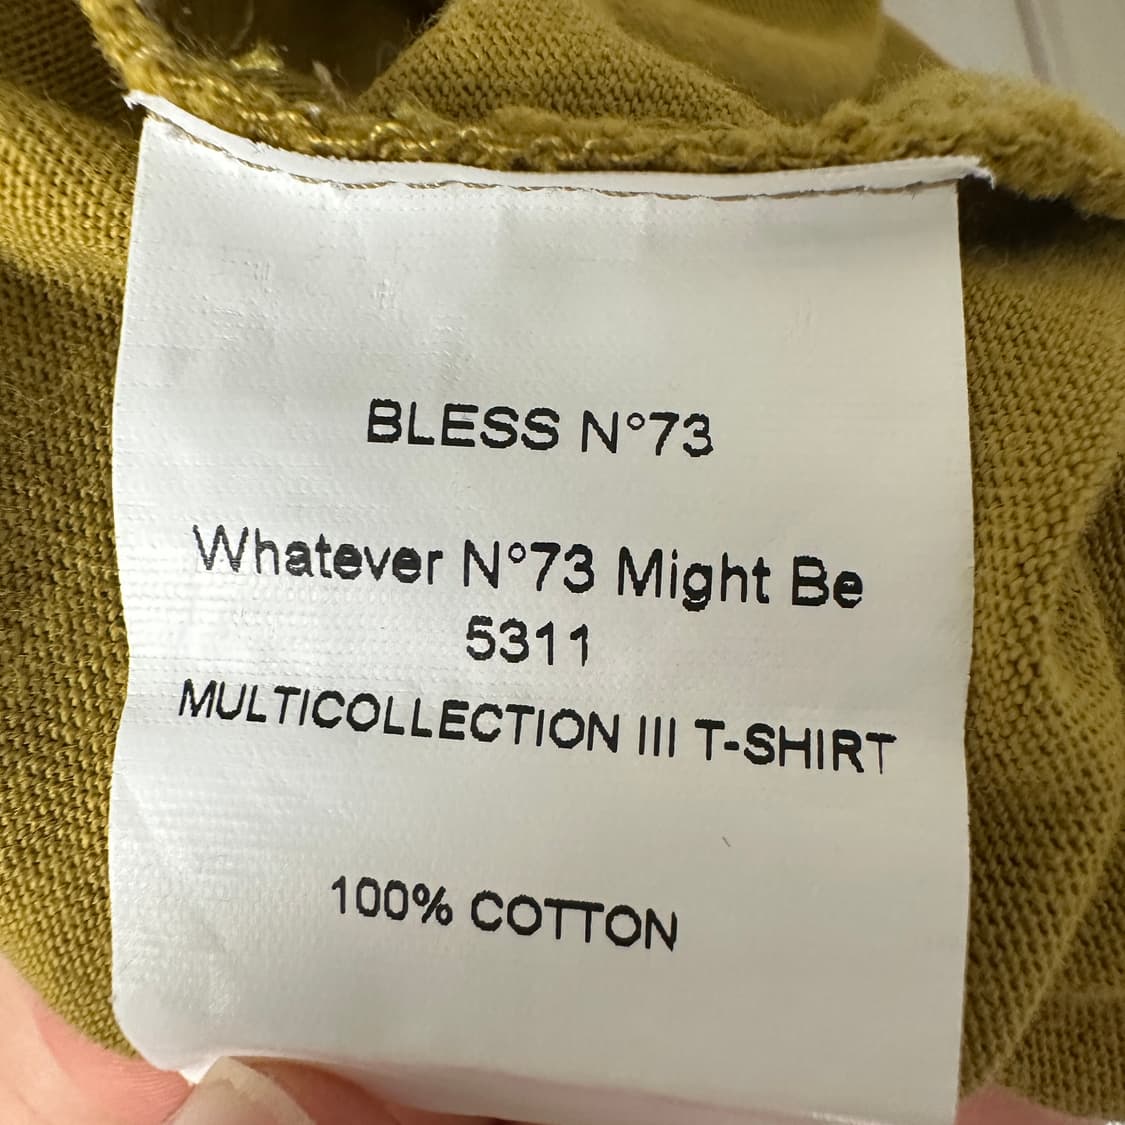 BLESS N°73
Whatever N°73 Might Be
5311
MULTICOLLECTION III T-SHIRT
100% COTTON